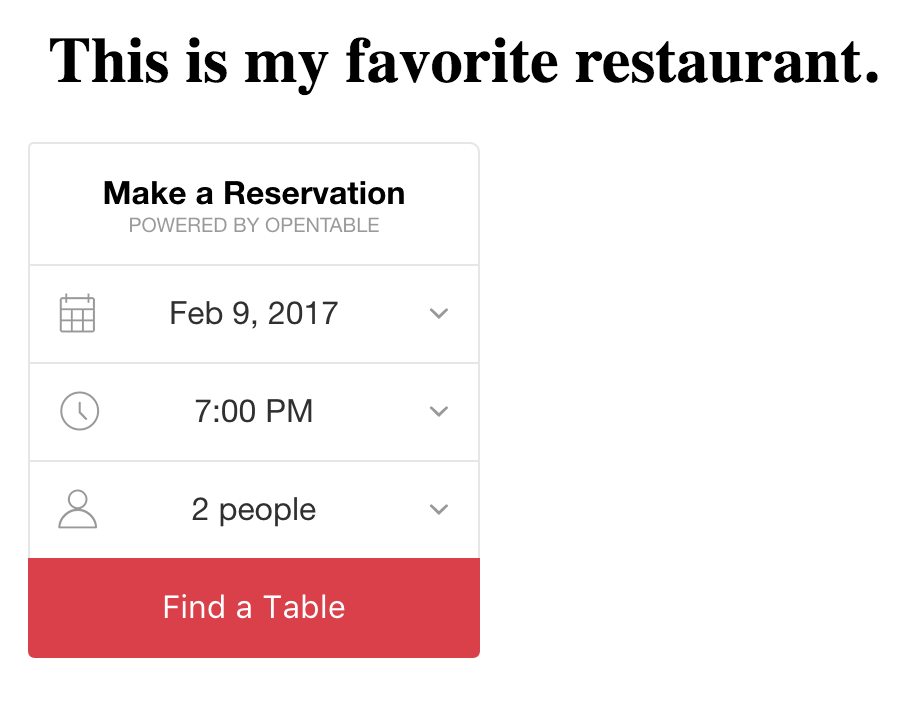 This is my favorite restaurant.
Make a Reservation
POWERED BY OPENTABLE
Feb 9, 2017
7:00 PM
2 people
Find a Table